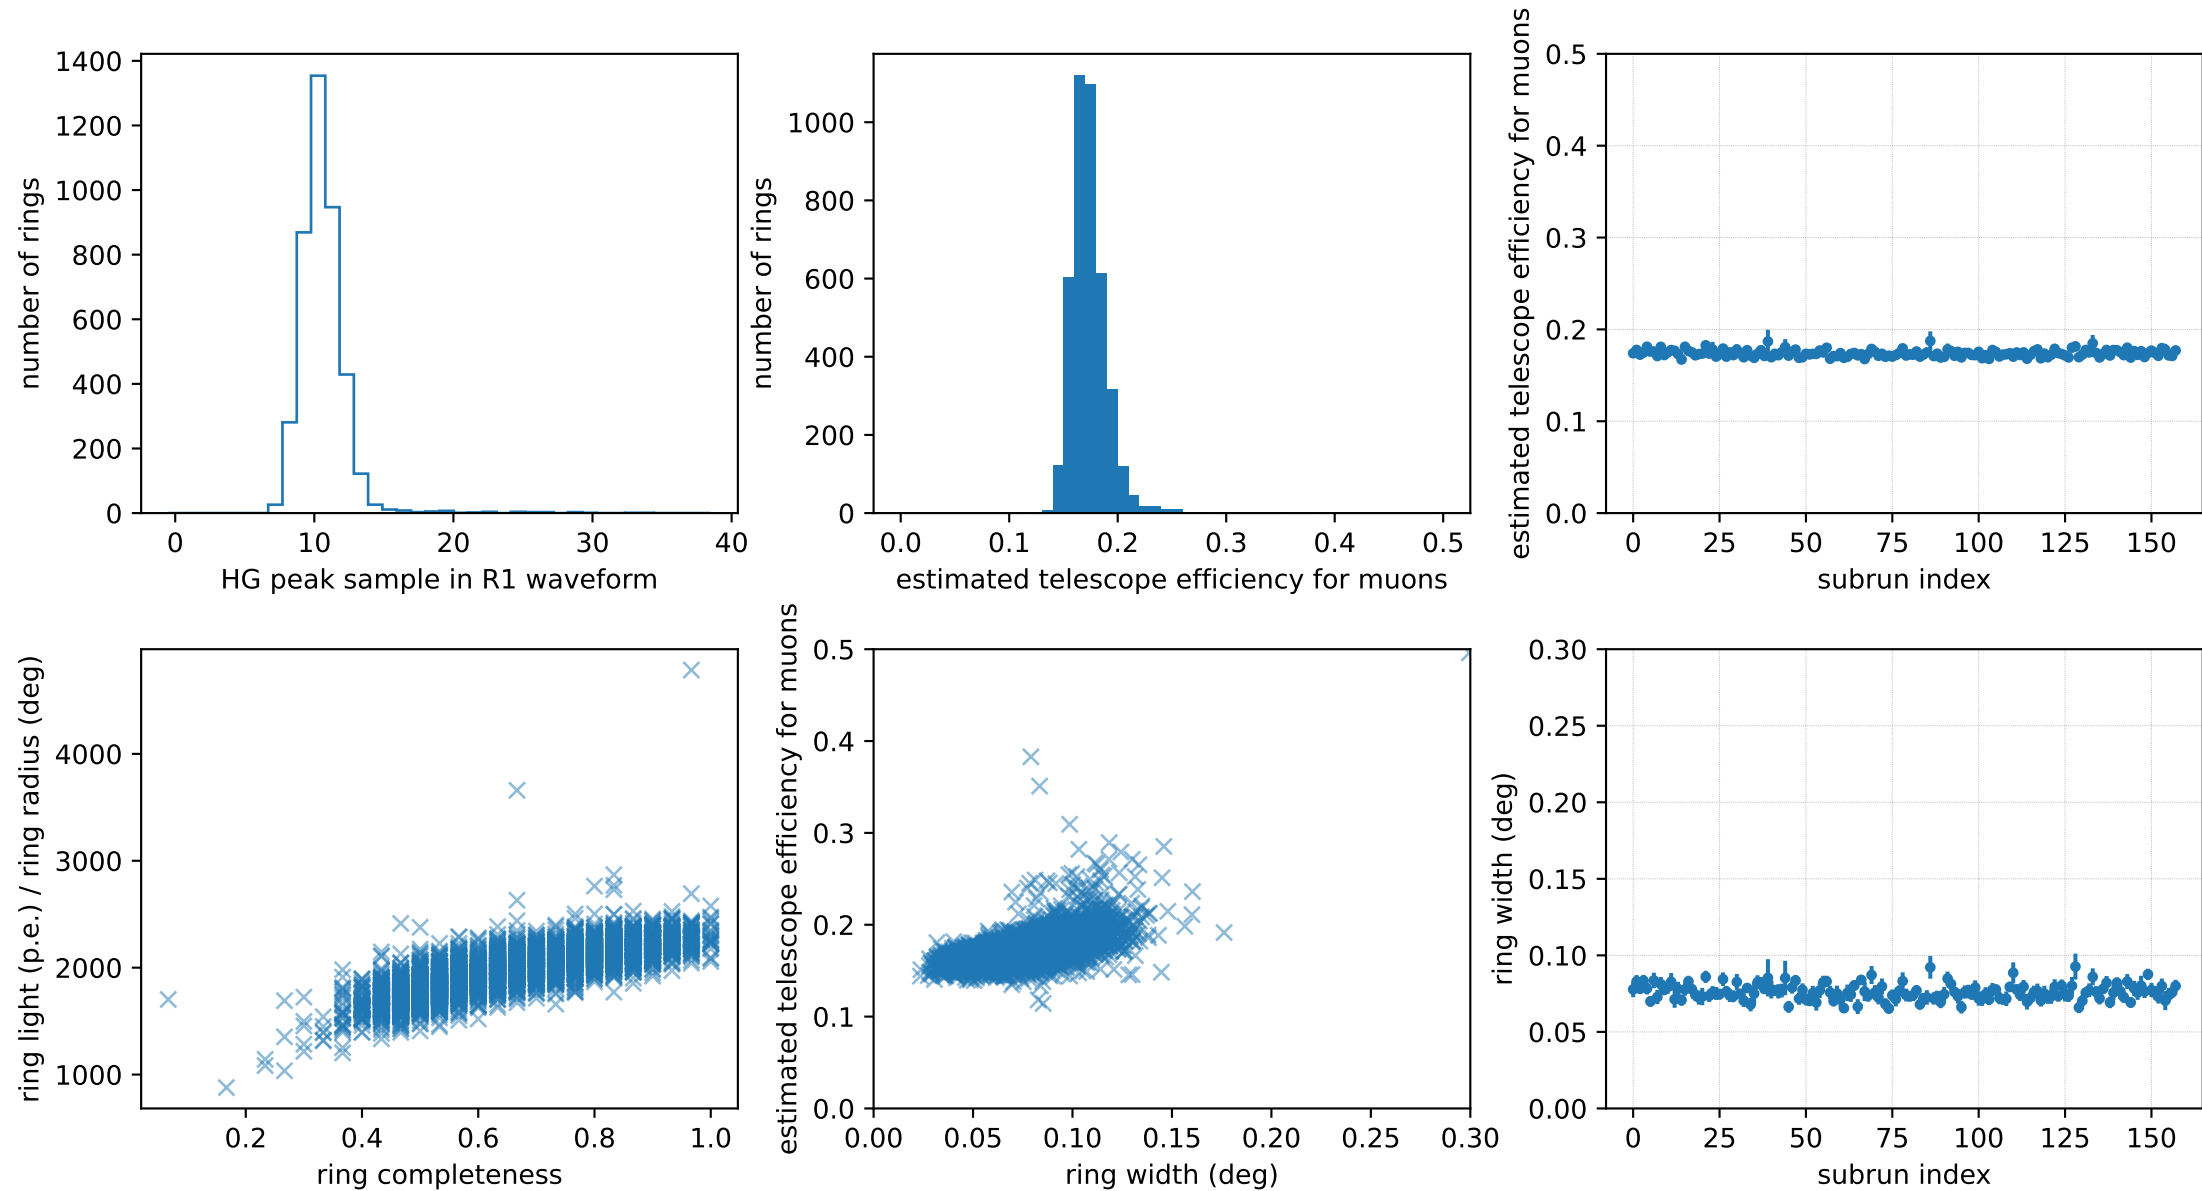 1400
1200
1000
800
600
400
200
0
number of rings
0 10 20 30 40
HG peak sample in R1 waveform
1000
800
600
400
200
0
number of rings
0.0 0.1 0.2 0.3 0.4 0.5
estimated telescope efficiency for muons
0.5
0.4
0.3
0.2
0.1
0.0
estimated telescope efficiency for muons
0 25 50 75 100 125 150
subrun index
4000
3000
2000
1000
ring light (p.e.) / ring radius (deg)
0.2 0.4 0.6 0.8 1.0
ring completeness
0.5
0.4
0.3
0.2
0.1
0.0
estimated telescope efficiency for muons
0.00 0.05 0.10 0.15 0.20 0.25 0.30
ring width (deg)
0.30
0.25
0.20
0.15
0.10
0.05
0.00
ring width (deg)
0 25 50 75 100 125 150
subrun index